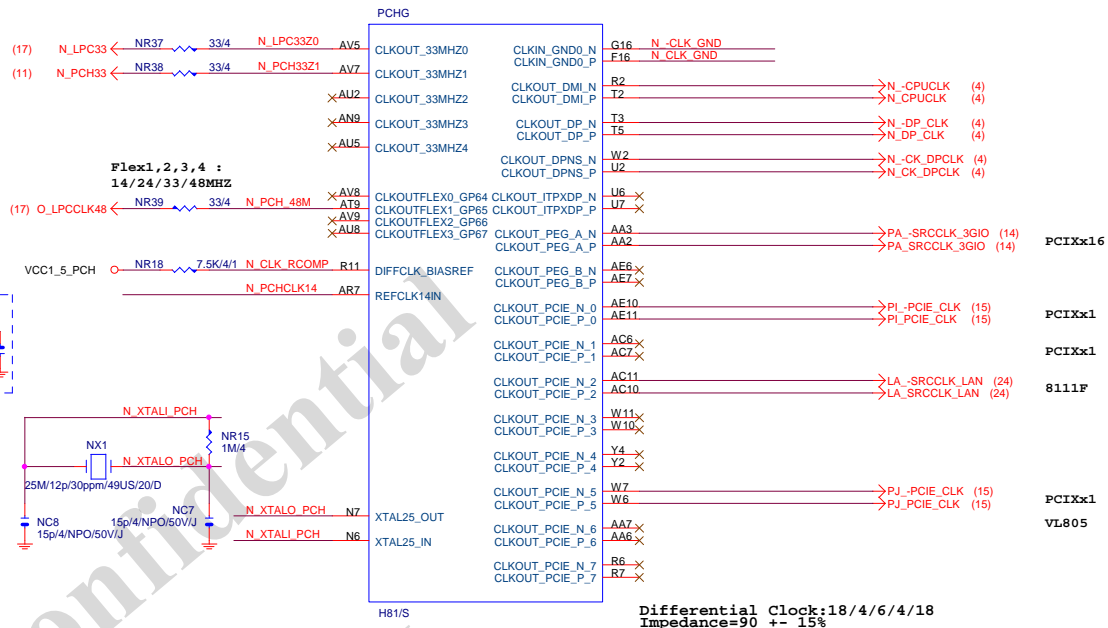 PCHG
(17) N_LPC33 NR37 33/4 N_LPC33Z0 AV5 CLKOUT_33MHZ0
(11) N_PCH33 NR38 33/4 N_PCH33Z1 AV7 CLKOUT_33MHZ1
AU2 CLKOUT_33MHZ2
AN9 CLKOUT_33MHZ3
AU5 CLKOUT_33MHZ4
Flex1,2,3,4 :
14/24/33/48MHZ
AV8 CLKOUTFLEX0_GP64
(17) O_LPCCLK48 NR39 33/4 N_PCH_48M AT9 CLKOUTFLEX1_GP65
AV9 CLKOUTFLEX2_GP66
AU8 CLKOUTFLEX3_GP67
VCC1_5_PCH NR18 7.5K/4/1 N_CLK_RCOMP R11 DIFFCLK_BIASREF
N_PCHCLK14 AR7 REFCLK14IN
N_XTALI_PCH
NR15
1M/4
NX1
N_XTALO_PCH
25M/12p/30ppm/49US/20/D
NC8
15p/4/NPO/50V/J
NC7
15p/4/NPO/50V/J
N_XTALO_PCH N7 XTAL25_OUT
N_XTALI_PCH N6 XTAL25_IN
CLKIN_GND0_N G16 N_-CLK_GND
CLKIN_GND0_P F16 N_CLK_GND
CLKOUT_DMI_N R2 N_-CPUCLK (4)
CLKOUT_DMI_P T2 N_CPUCLK (4)
CLKOUT_DP_N T3 N_-DP_CLK (4)
CLKOUT_DP_P T5 N_DP_CLK (4)
CLKOUT_DPNS_N W2 N_-CK_DPCLK (4)
CLKOUT_DPNS_P U2 N_CK_DPCLK (4)
CLKOUT_ITPXDP_N U6
CLKOUT_ITPXDP_P U7
CLKOUT_PEG_A_N AA3 PA_-SRCCLK_3GIO (14)
CLKOUT_PEG_A_P AA2 PA_SRCCLK_3GIO (14)
PCIXx16
CLKOUT_PEG_B_N AE6
CLKOUT_PEG_B_P AE7
CLKOUT_PCIE_N_0 AE10 PI_-PCIE_CLK (15)
CLKOUT_PCIE_P_0 AE11 PI_PCIE_CLK (15)
PCIXx1
CLKOUT_PCIE_N_1 AC6
CLKOUT_PCIE_P_1 AC7
PCIXx1
CLKOUT_PCIE_N_2 AC11 LA_-SRCCLK_LAN (24)
CLKOUT_PCIE_P_2 AC10 LA_SRCCLK_LAN (24)
8111F
CLKOUT_PCIE_N_3 W11
CLKOUT_PCIE_P_3 W10
CLKOUT_PCIE_N_4 Y4
CLKOUT_PCIE_P_4 Y2
CLKOUT_PCIE_N_5 W7 PJ_-PCIE_CLK (15)
CLKOUT_PCIE_P_5 W6 PJ_PCIE_CLK (15)
PCIXx1
VL805
CLKOUT_PCIE_N_6 AA7
CLKOUT_PCIE_P_6 AA6
CLKOUT_PCIE_N_7 R6
CLKOUT_PCIE_P_7 R7
H81/S
Differential Clock:18/4/6/4/18
Impedance=90 +- 15%
onfidential